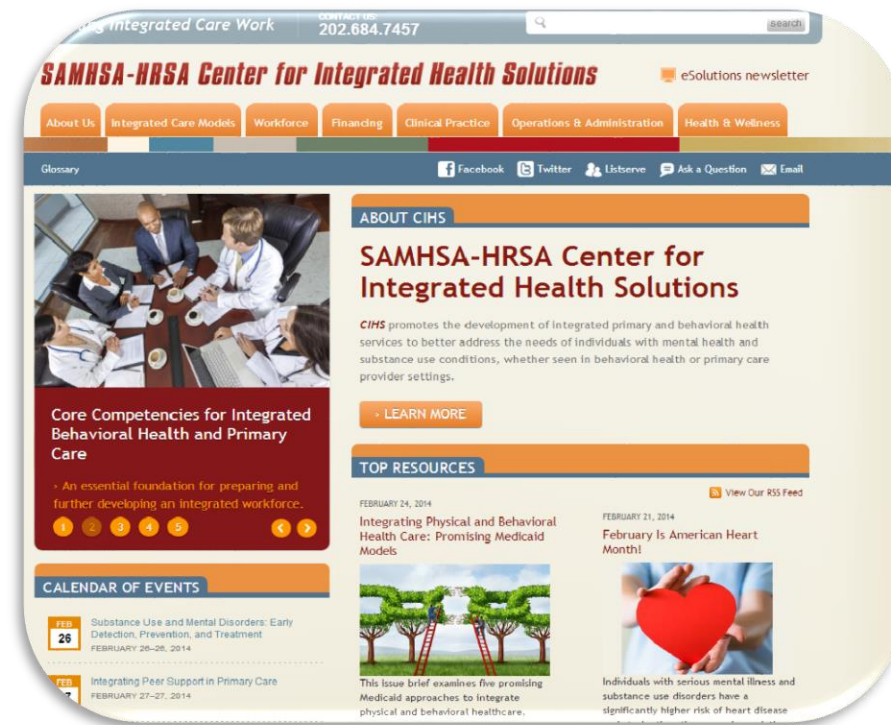 Integrated Care Work
CONTACT US:
202.684.7457
search
SAMHSA-HRSA Center for Integrated Health Solutions
eSolutions newsletter
About Us
Integrated Care Models
Workforce
Financing
Clinical Practice
Operations & Administration
Health & Wellness
Glossary
Facebook
Twitter
Listserve
Ask a Question
Email
Core Competencies for Integrated
Behavioral Health and Primary
Care
› An essential foundation for preparing and
further developing an integrated workforce.
1 2 3 4 5
CALENDAR OF EVENTS
FEB
26
Substance Use and Mental Disorders: Early
Detection, Prevention, and Treatment
FEBRUARY 26-26, 2014
FEB
Integrating Peer Support in Primary Care
FEBRUARY 27-27, 2014
ABOUT CIHS
SAMHSA-HRSA Center for
Integrated Health Solutions
CIHS promotes the development of integrated primary and behavioral health
services to better address the needs of individuals with mental health and
substance use conditions, whether seen in behavioral health or primary care
provider settings.
› LEARN MORE
TOP RESOURCES
View Our RSS Feed
FEBRUARY 24, 2014
Integrating Physical and Behavioral
Health Care: Promising Medicaid
Models
This issue brief examines five promising
Medicaid approaches to integrate
physical and behavioral healthcare.
FEBRUARY 21, 2014
February Is American Heart
Month!
Individuals with serious mental illness and
substance use disorders have a
significantly higher risk of heart disease